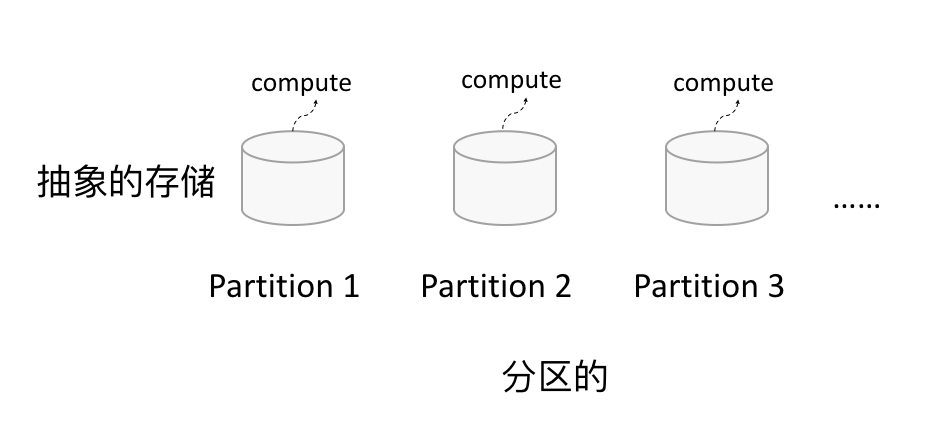 compute compute compute
抽象的存储
……
Partition 1 Partition 2 Partition 3
分区的